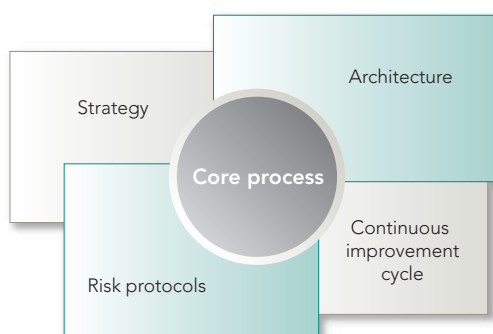 Architecture
Strategy
Core process
Continuous
improvement
cycle
Risk protocols